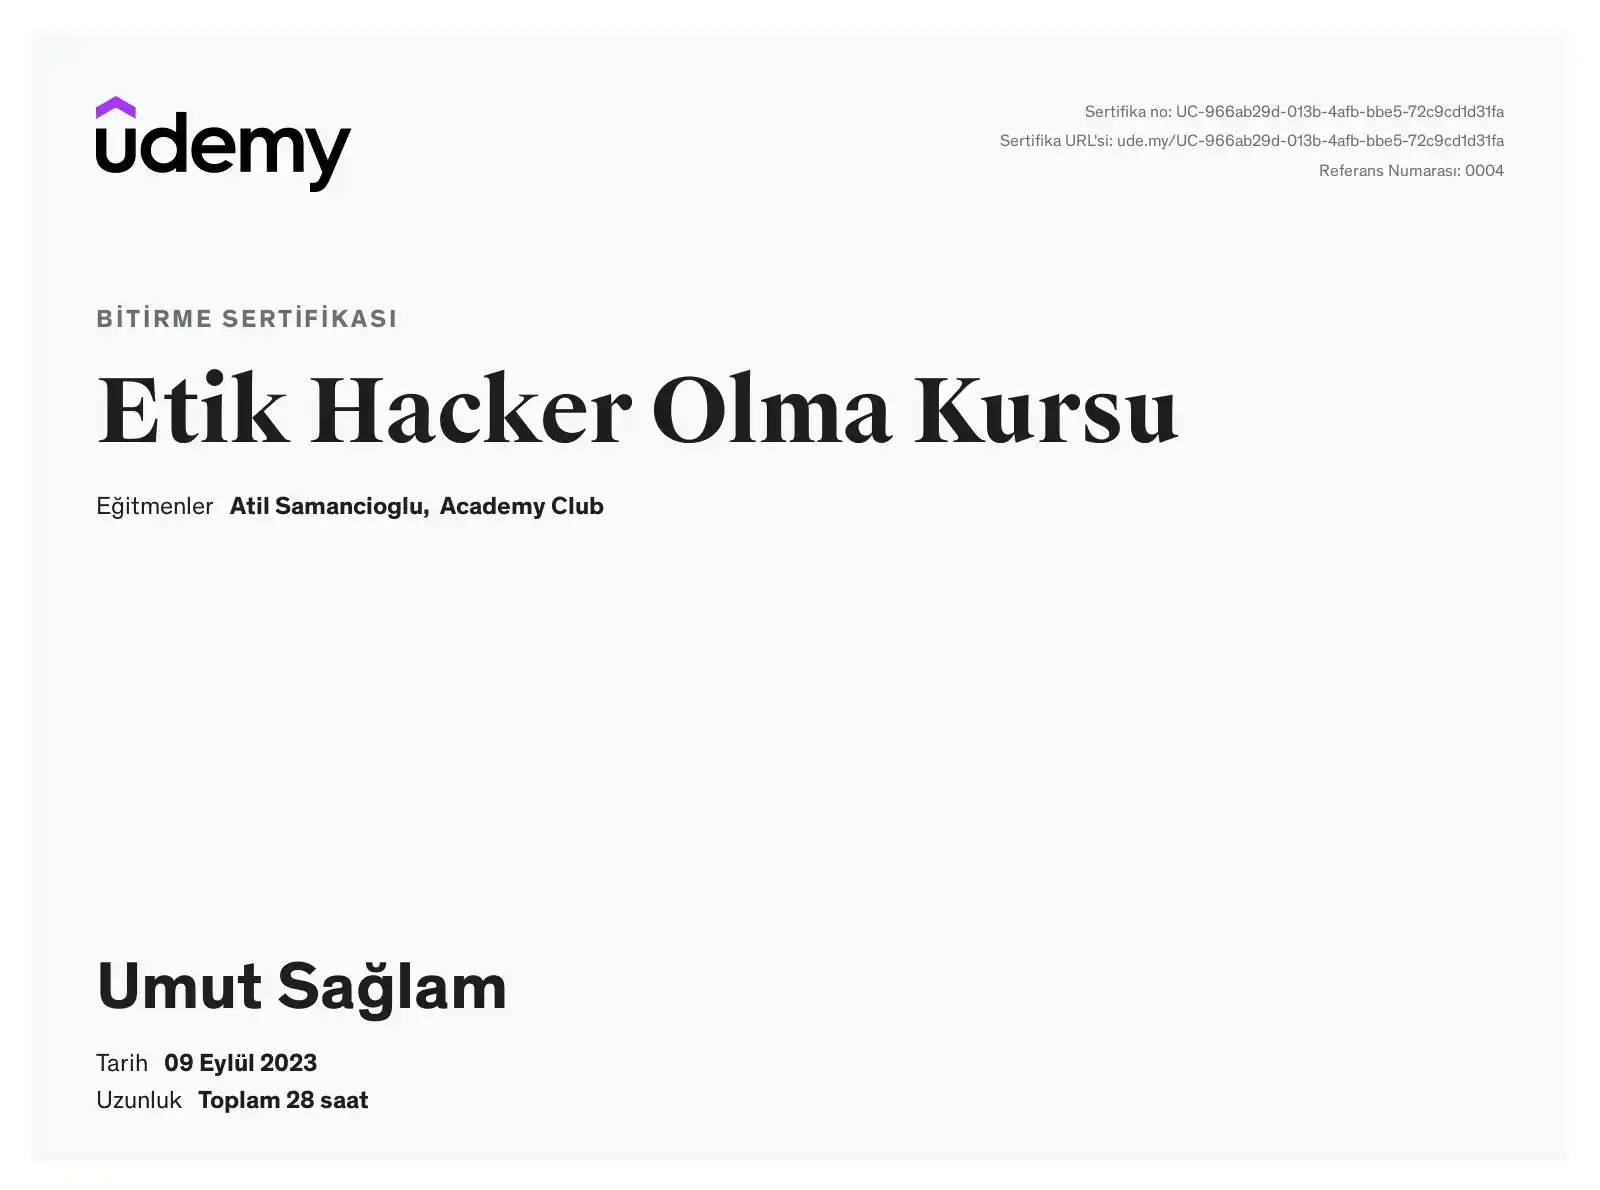 udemy
Sertifika no: UC-966ab29d-013b-4afb-bbe5-72c9cd1d31fa
Sertifika URL'si: ude.my/UC-966ab29d-013b-4afb-bbe5-72c9cd1d31fa
Referans Numarası: 0004
BİTİRME SERTİFİKASI
Etik Hacker Olma Kursu
Eğitmenler Atil Samancioglu, Academy Club
Umut Sağlam
Tarih 09 Eylül 2023
Uzunluk Toplam 28 saat